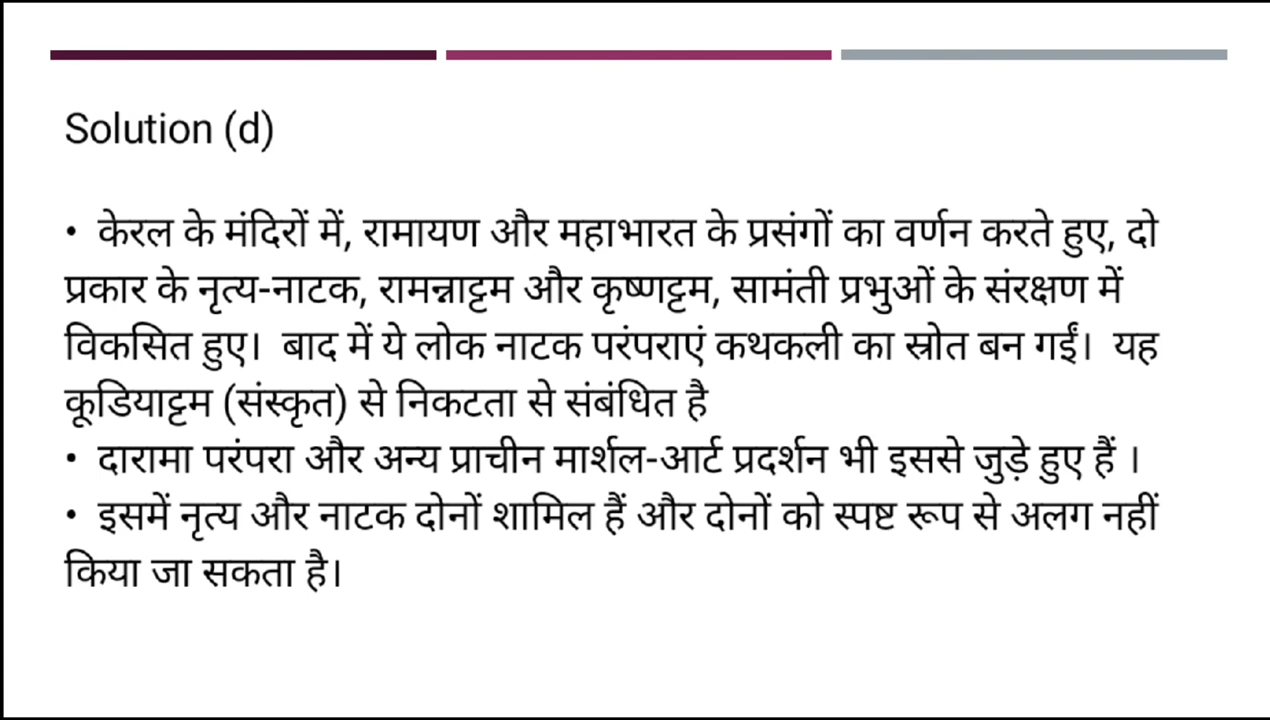 Solution (d)
• केरल के मंदिरों में, रामायण और महाभारत के प्रसंगों का वर्णन करते हुए, दो
प्रकार के नृत्य-नाटक, रामन्नाट्टम और कृष्णट्टम, सामंती प्रभुओं के संरक्षण में
विकसित हुए। बाद में ये लोक नाटक परंपराएं कथकली का स्रोत बन गईं। यह
कूडियाट्टम (संस्कृत) से निकटता से संबंधित है
• दारामा परंपरा और अन्य प्राचीन मार्शल-आर्ट प्रदर्शन भी इससे जुड़े हुए हैं ।
• इसमें नृत्य और नाटक दोनों शामिल हैं और दोनों को स्पष्ट रूप से अलग नहीं
किया जा सकता है।